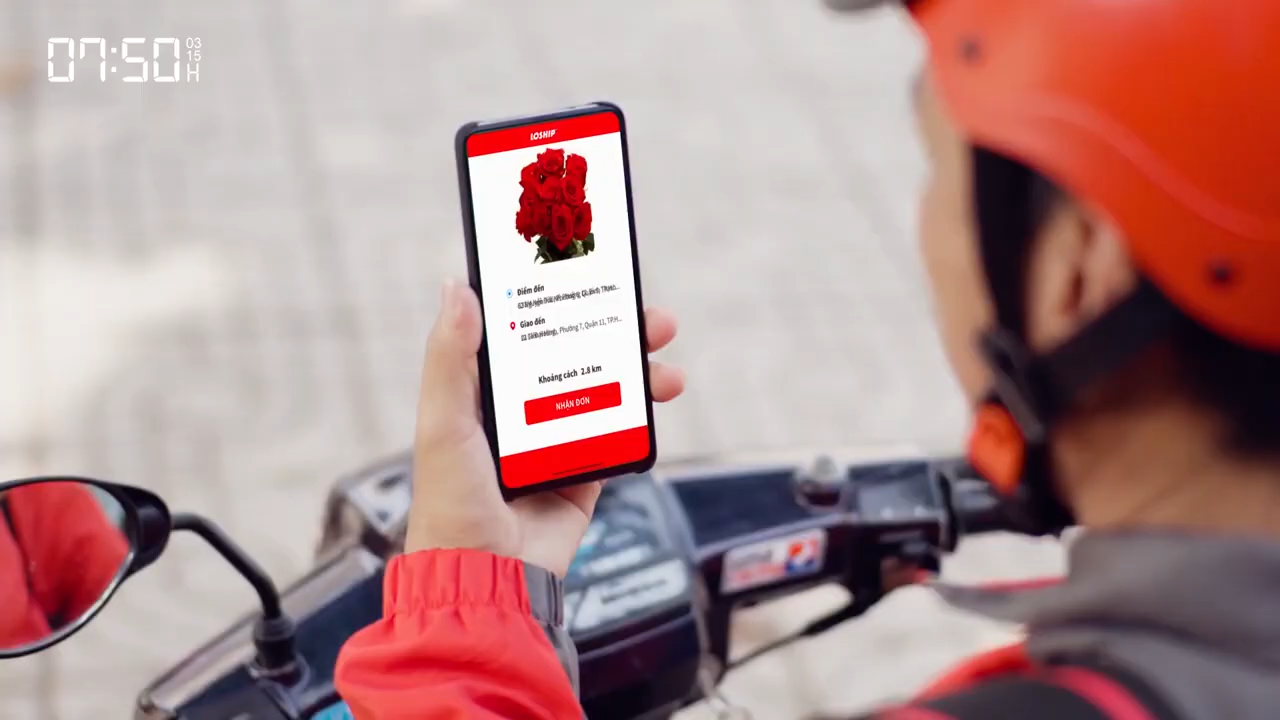 07:50
03
15
H
LOSHIP
Điểm đến
Giao đến
Phường 7, Quận 11, TP.H...
Khoảng cách 2.8 km
NHẬN ĐƠN